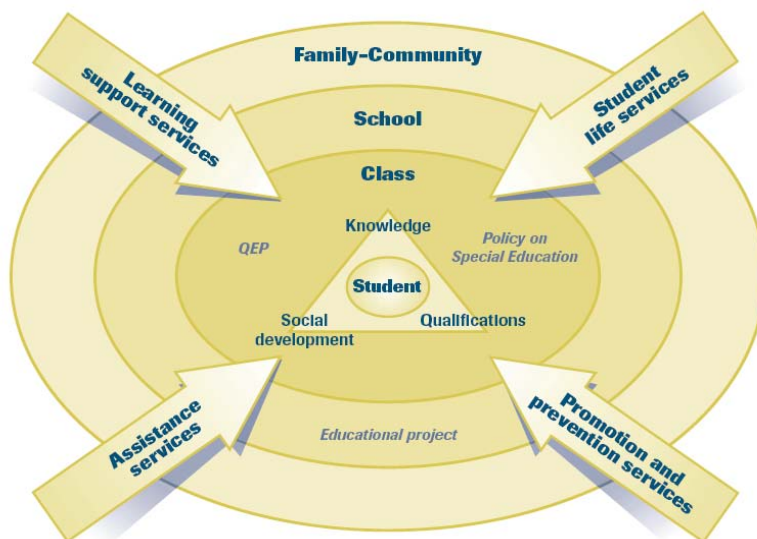 Family–Community
Learning
support services
Student
life services
School
Class
Knowledge
QEP
Policy on
Special Education
Student
Social
development
Qualifications
Assistance
services
Educational project
Promotion and
prevention services